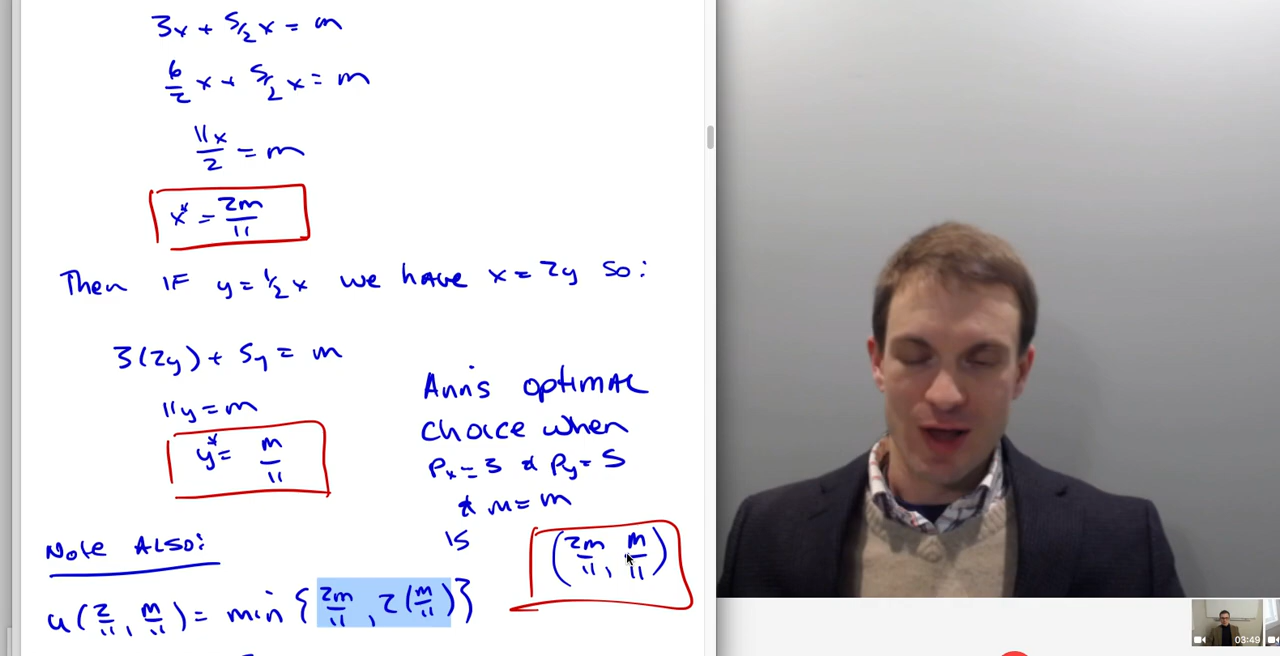 3x + 5/2 x = m
6/2 x + 5/2 x = m
11x/2 = m
x* = 2m/11
Then IF y = 1/2 x we have x = 2y so:
3(2y) + 5y = m
11y = m
y* = m/11
Ann's optimal
choice when
Px = 3 & Py = 5
& m = m
is
(2m/11, m/11)
Note Also:
u(2/11, m/11) = min {2m/11, 2(m/11)}
03:49